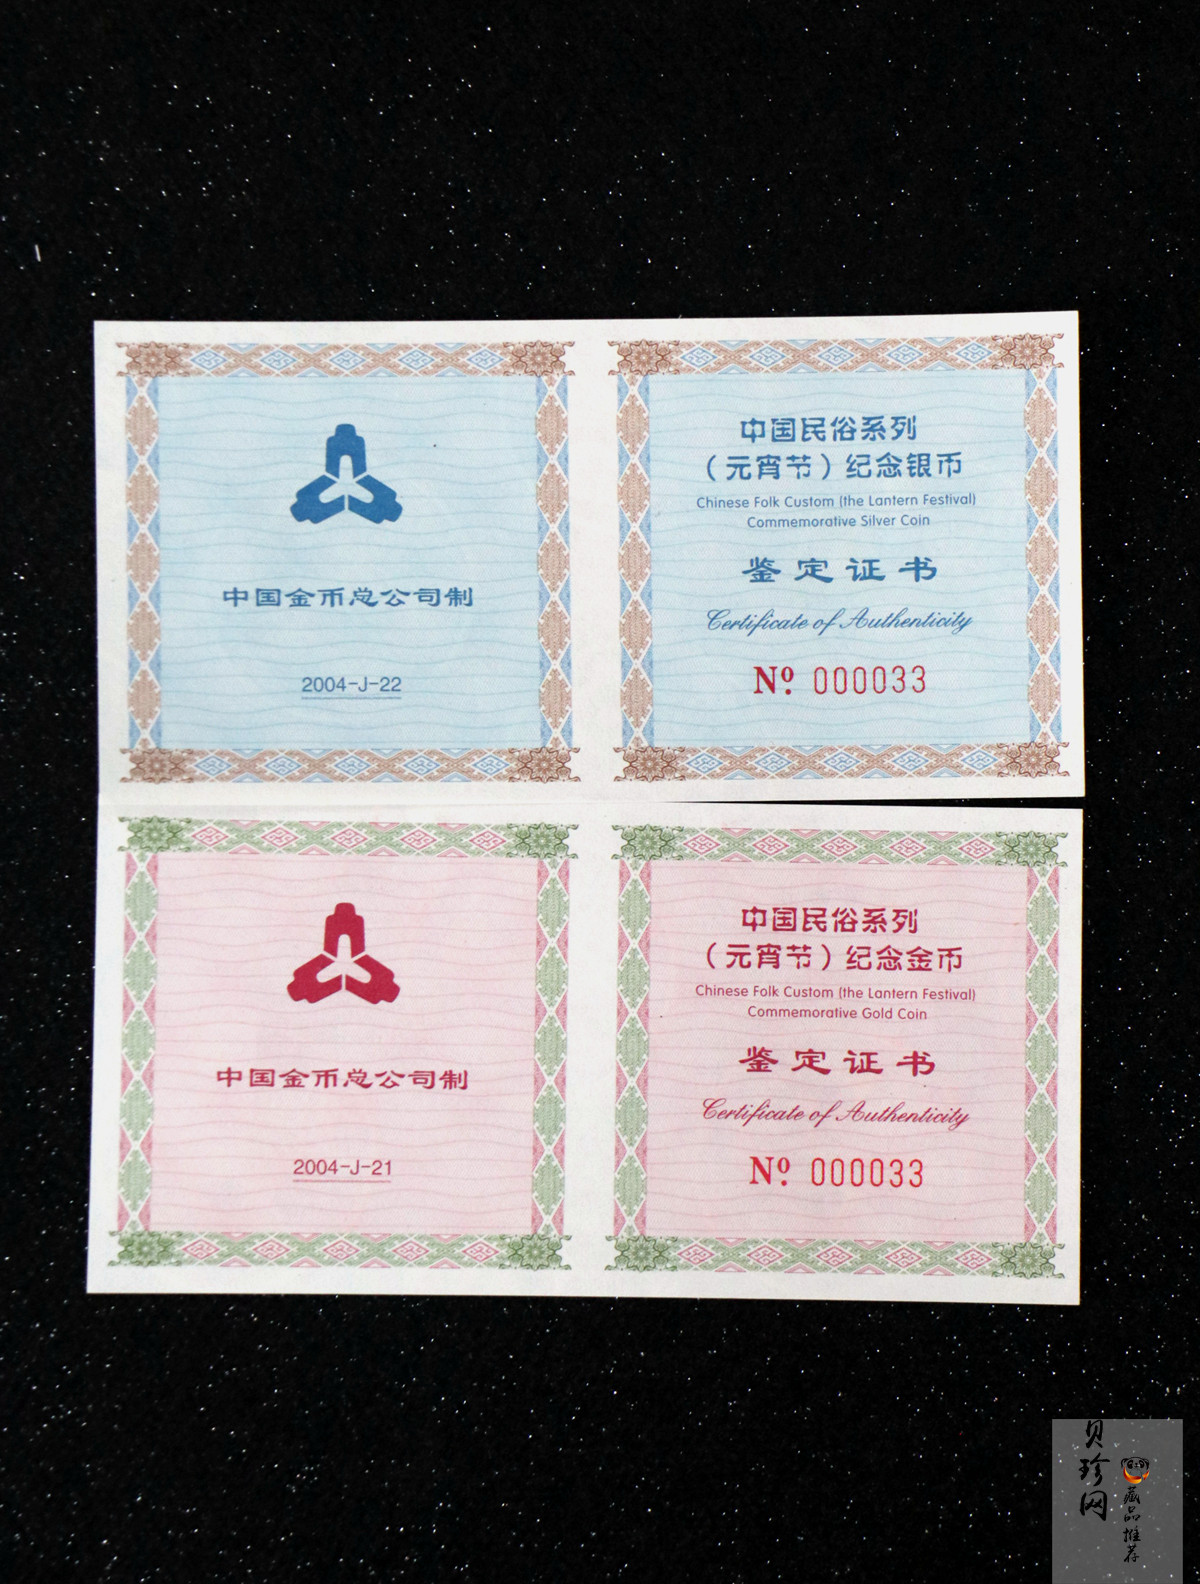 中国金币总公司制
2004-J-22
中国民俗系列
（元宵节）纪念银币
Chinese Folk Custom (the Lantern Festival)
Commemorative Silver Coin
鉴定证书
Certificate of Authenticity
Nº. 000033
中国金币总公司制
2004-J-21
中国民俗系列
（元宵节）纪念金币
Chinese Folk Custom (the Lantern Festival)
Commemorative Gold Coin
鉴定证书
Certificate of Authenticity
Nº. 000033
贝珍网
藏品推荐